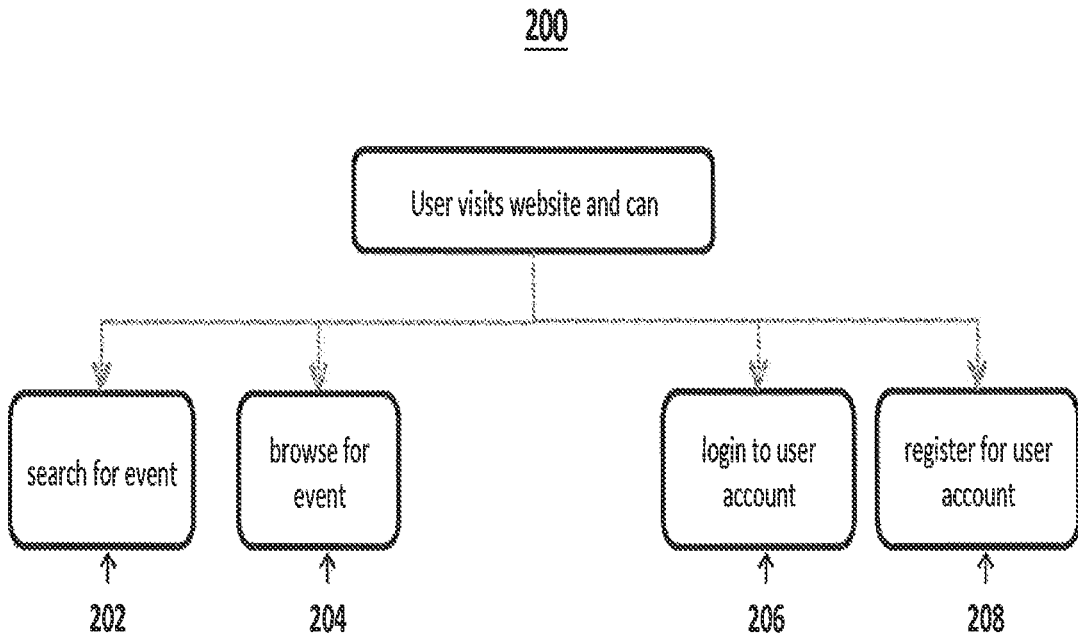 200
User visits website and can
search for event
browse for
event
login to user
account
register for user
account
202
204
206
208